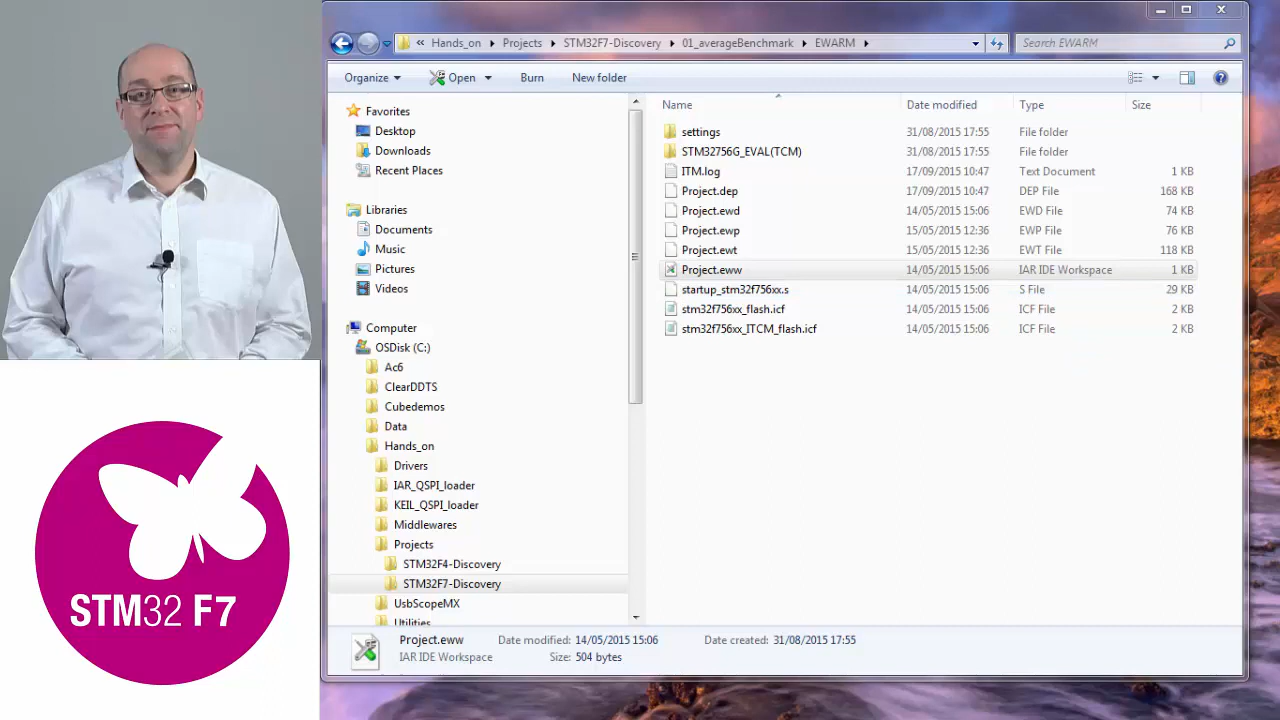 « Hands_on Projects STM32F7-Discovery 01_averageBenchmark EWARM
Search EWARM
Organize Open Burn New folder
Favorites
Desktop
Downloads
Recent Places
Libraries
Documents
Music
Pictures
Videos
Computer
OSDisk (C:)
Ac6
ClearDDTS
Cubedemos
Data
Hands_on
Drivers
IAR_QSPI_loader
KEIL_QSPI_loader
Middlewares
Projects
STM32F4-Discovery
STM32F7-Discovery
UsbScopeMX
Utilities
Name Date modified Type Size
settings 31/08/2015 17:55 File folder
STM32756G_EVAL(TCM) 31/08/2015 17:55 File folder
ITM.log 17/09/2015 10:47 Text Document 1 KB
Project.dep 17/09/2015 10:47 DEP File 168 KB
Project.ewd 14/05/2015 15:06 EWD File 74 KB
Project.ewp 15/05/2015 12:36 EWP File 76 KB
Project.ewt 15/05/2015 12:36 EWT File 118 KB
Project.eww 14/05/2015 15:06 IAR IDE Workspace 1 KB
startup_stm32f756xx.s 14/05/2015 15:06 S File 29 KB
stm32f756xx_flash.icf 14/05/2015 15:06 ICF File 2 KB
stm32f756xx_ITCM_flash.icf 14/05/2015 15:06 ICF File 2 KB
Project.eww Date modified: 14/05/2015 15:06 Date created: 31/08/2015 17:55
IAR IDE Workspace Size: 504 bytes
STM32 F7